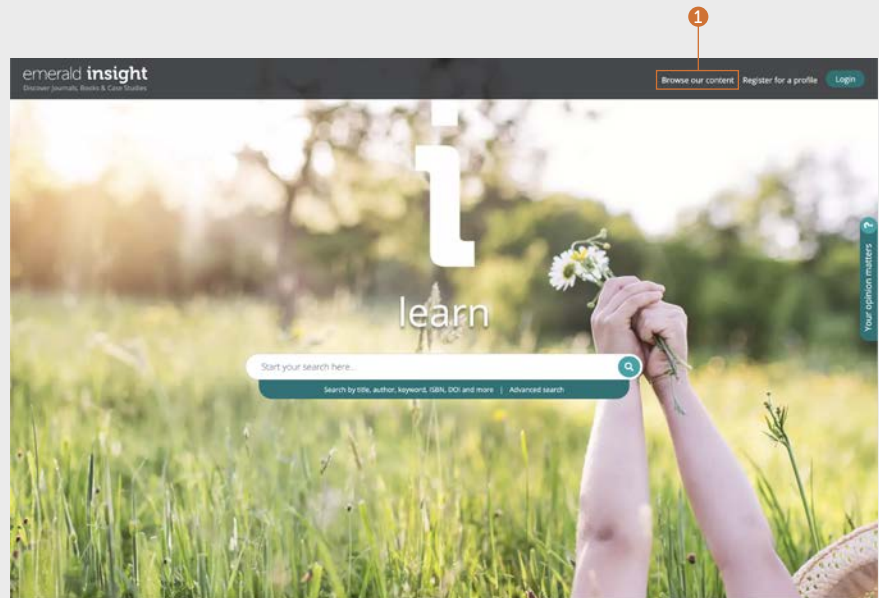 1
emerald insight
Discover Journals, Books & Case Studies
Browse our content
Register for a profile
Login
i
learn
Start your search here...
Search by title, author, keyword, ISBN, DOI and more | Advanced search
Your opinion matters ?